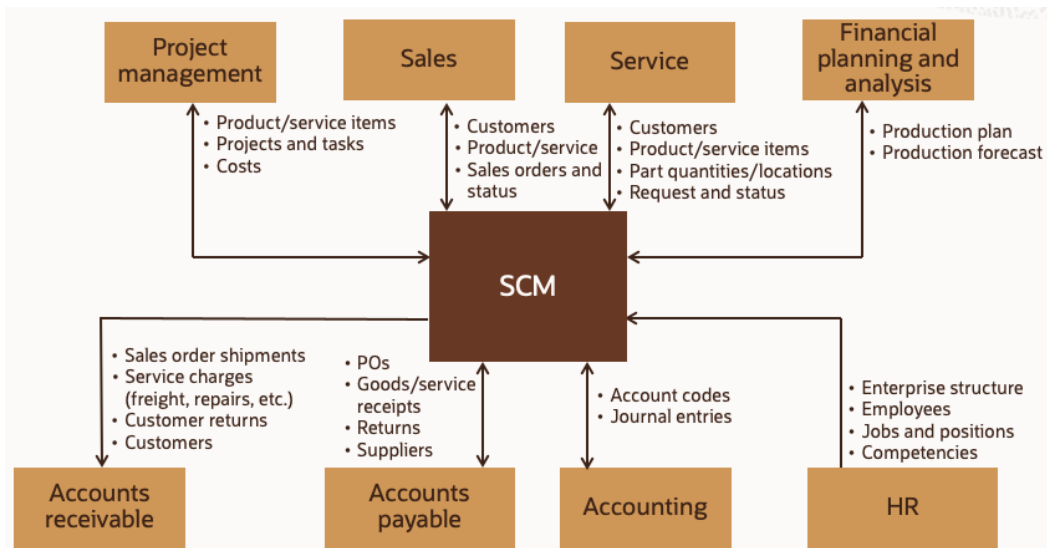 Project
management
Sales
Service
Financial
planning and
analysis
• Product/service items
• Projects and tasks
• Costs
• Customers
• Product/service
• Sales orders and
status
• Customers
• Product/service items
• Part quantities/locations
• Request and status
• Production plan
• Production forecast
SCM
• Sales order shipments
• Service charges
(freight, repairs, etc.)
• Customer returns
• Customers
• POs
• Goods/service
receipts
• Returns
• Suppliers
• Account codes
• Journal entries
• Enterprise structure
• Employees
• Jobs and positions
• Competencies
Accounts
receivable
Accounts
payable
Accounting
HR